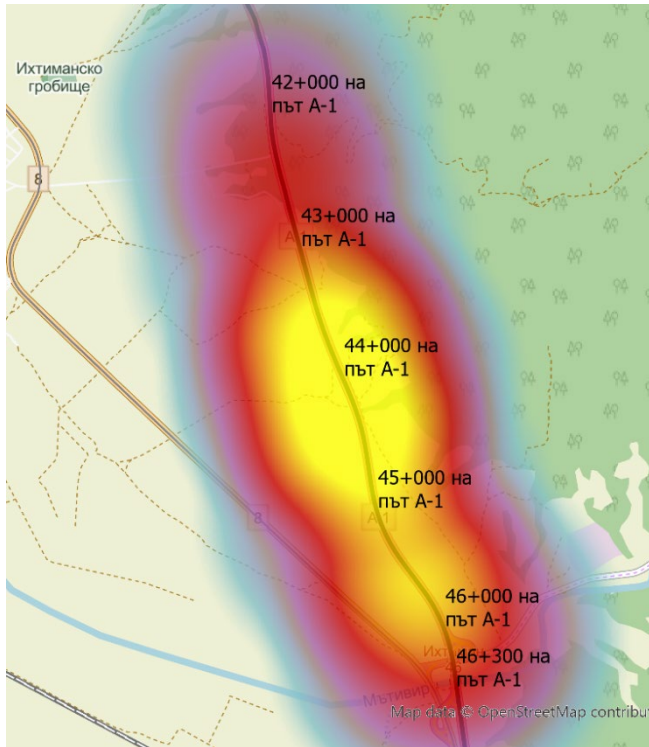 Ихтиманско
гробище
42+000 на
път А-1
8
43+000 на
път А-1
44+000 на
път А-1
45+000 на
път А-1
8
А 1
46+000 на
път А-1
46+300 на
път А-1
Мътивир
Map data © OpenStreetMap contribut